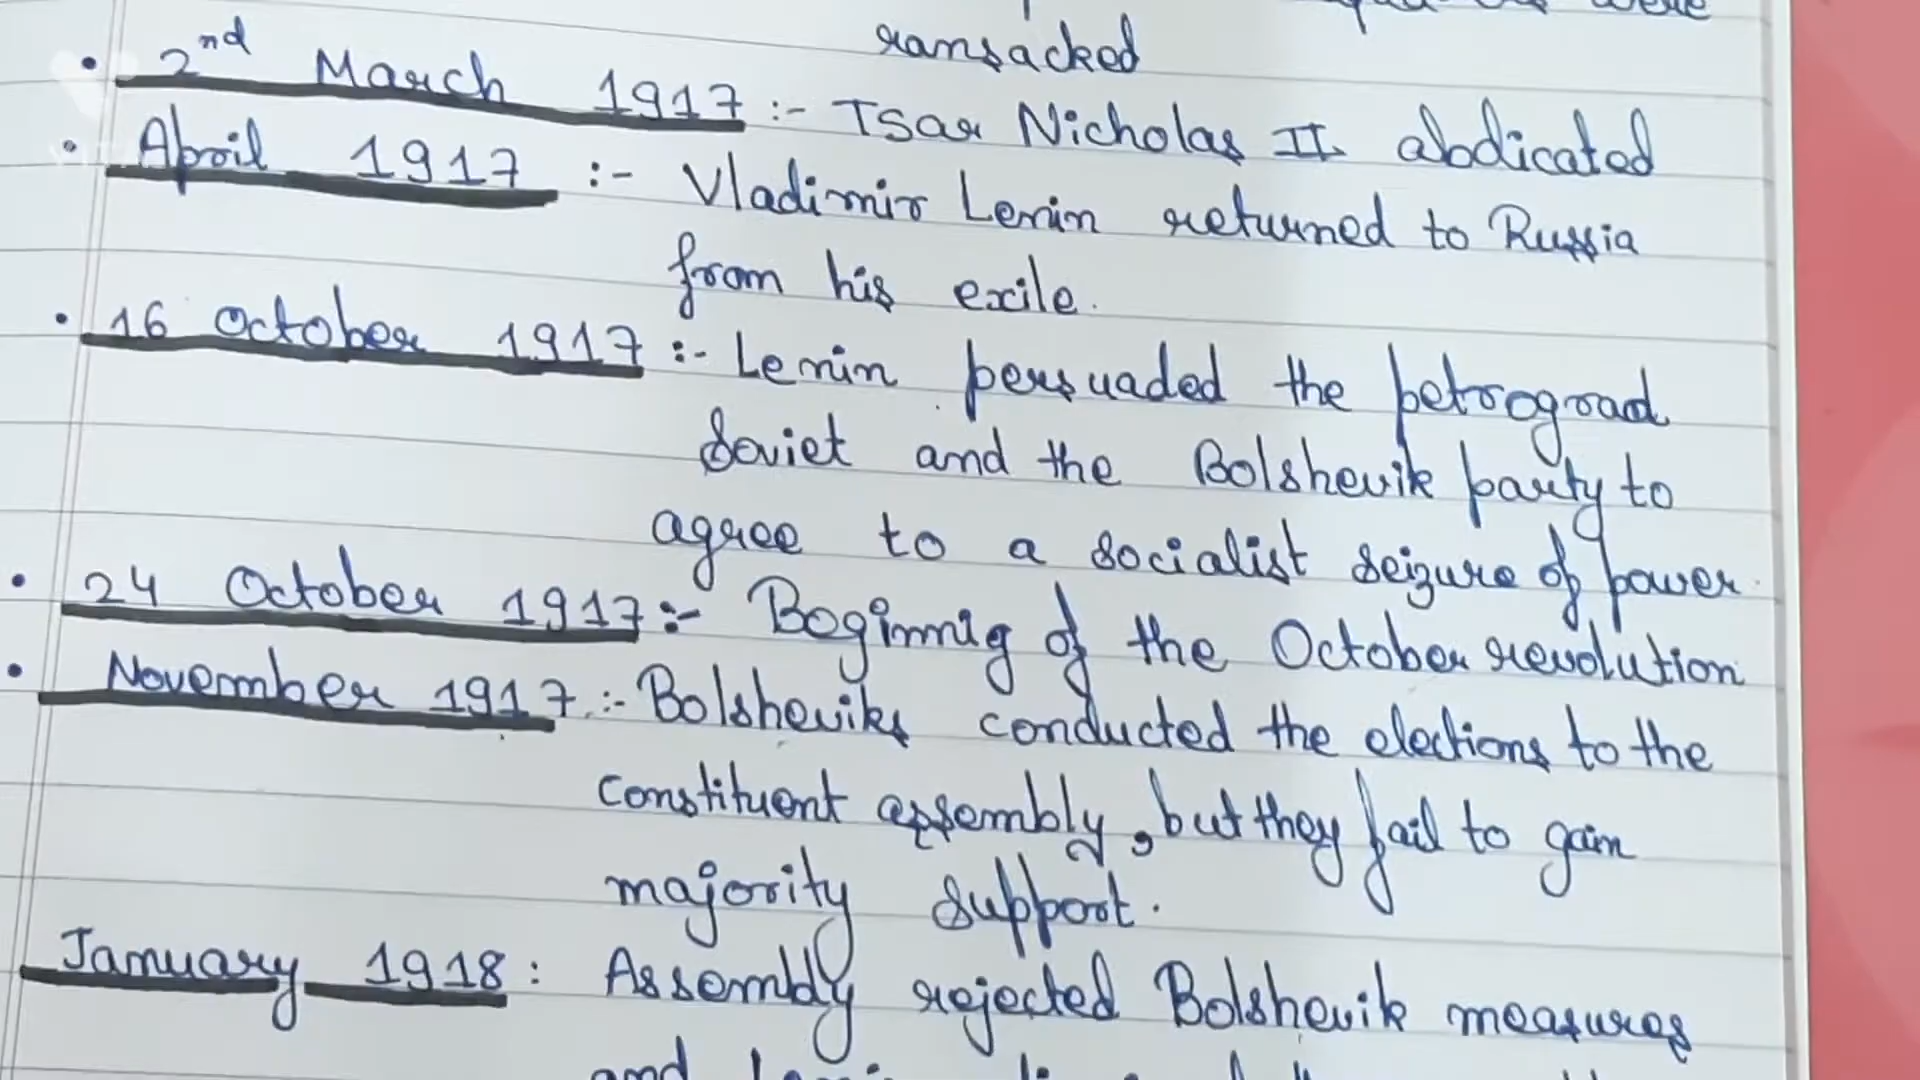 were
ransacked
• 2nd March 1917 :- Tsar Nicholas II abdicated
• April 1917 :- Vladimir Lenin returned to Russia
from his exile.
• 16 October 1917 :- Lenin persuaded the petrograd
Soviet and the Bolshevik party to
agree to a socialist seizure of power.
• 24 October 1917 :- Beginnig of the October revolution
• November 1917 :- Bolsheviks conducted the elections to the
constituent assembly, but they fail to gain
majority support.
January 1918 : Assembly rejected Bolshevik measures
and